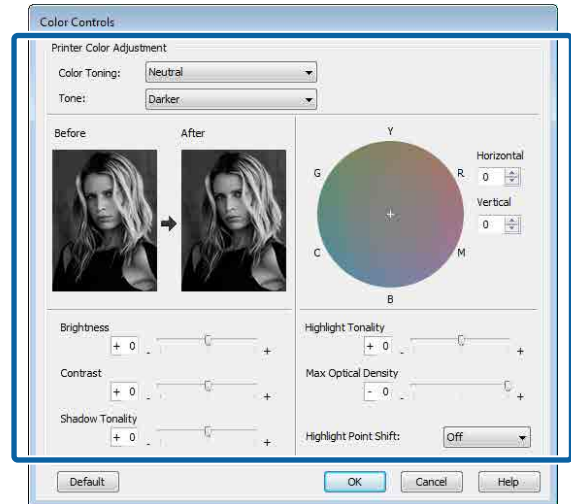 Color Controls
Printer Color Adjustment
Color Toning: Neutral
Tone: Darker
Before After
Y
G
R
C
M
B
Horizontal
0
Vertical
0
Brightness
+ 0 - +
Contrast
+ 0 - +
Shadow Tonality
+ 0 - +
Highlight Tonality
+ 0 - +
Max Optical Density
- 0 - +
Highlight Point Shift: Off
Default OK Cancel Help